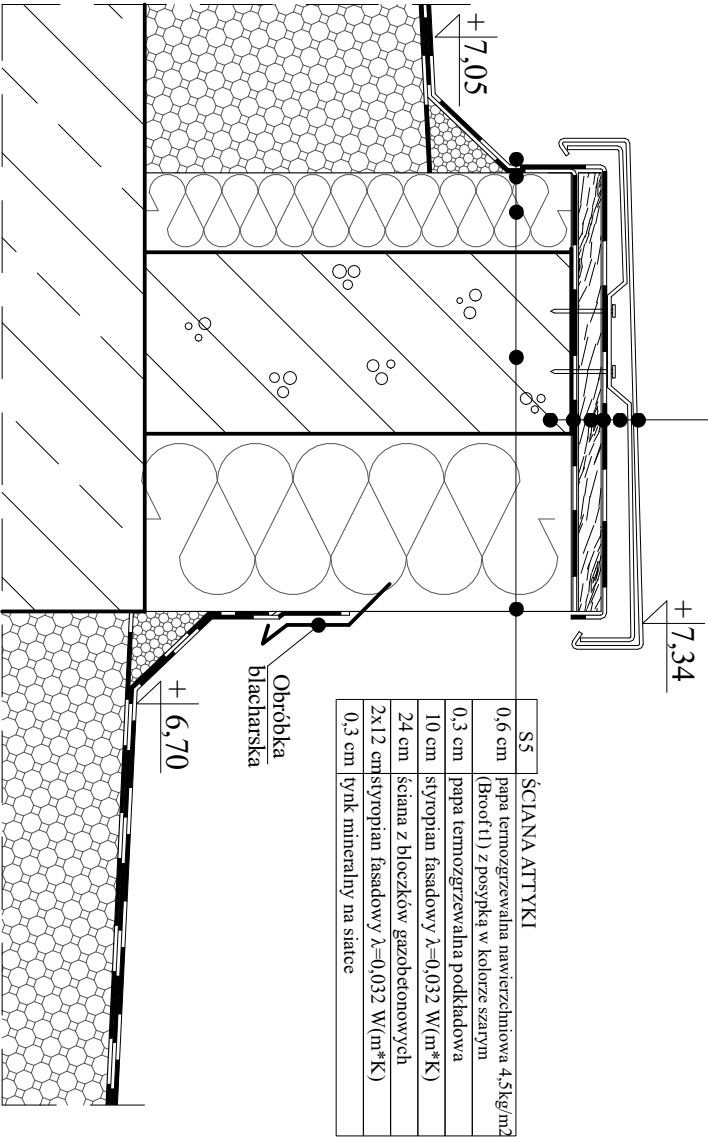 + 7,05
+ 7,34
+ 6,70
Obróbka
blacharska
S5 ŚCIANA ATTYKI
0,6 cm papa termozgrzewalna nawierzchniowa 4,5kg/m2
(Brooft1) z posypką w kolorze szarym
0,3 cm papa termozgrzewalna podkładowa
10 cm styropian fasadowy λ=0,032 W(m*K)
24 cm ściana z bloczków gazobetonowych
2x12 cm styropian fasadowy λ=0,032 W(m*K)
0,3 cm tynk mineralny na siatce